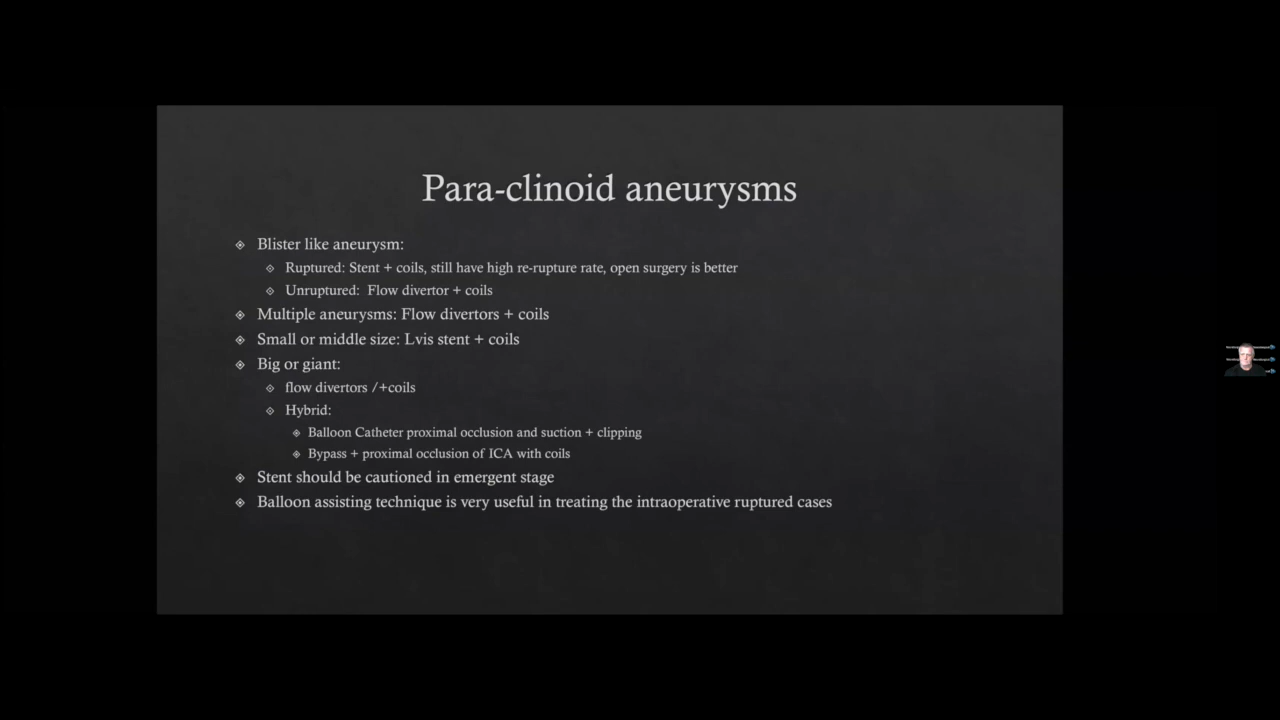 Para-clinoid aneurysms
Blister like aneurysm:
Ruptured: Stent + coils, still have high re-rupture rate, open surgery is better
Unruptured: Flow divertor + coils
Multiple aneurysms: Flow divertors + coils
Small or middle size: Lvis stent + coils
Big or giant:
flow divertors /+coils
Hybrid:
Balloon Catheter proximal occlusion and suction + clipping
Bypass + proximal occlusion of ICA with coils
Stent should be cautioned in emergent stage
Balloon assisting technique is very useful in treating the intraoperative ruptured cases